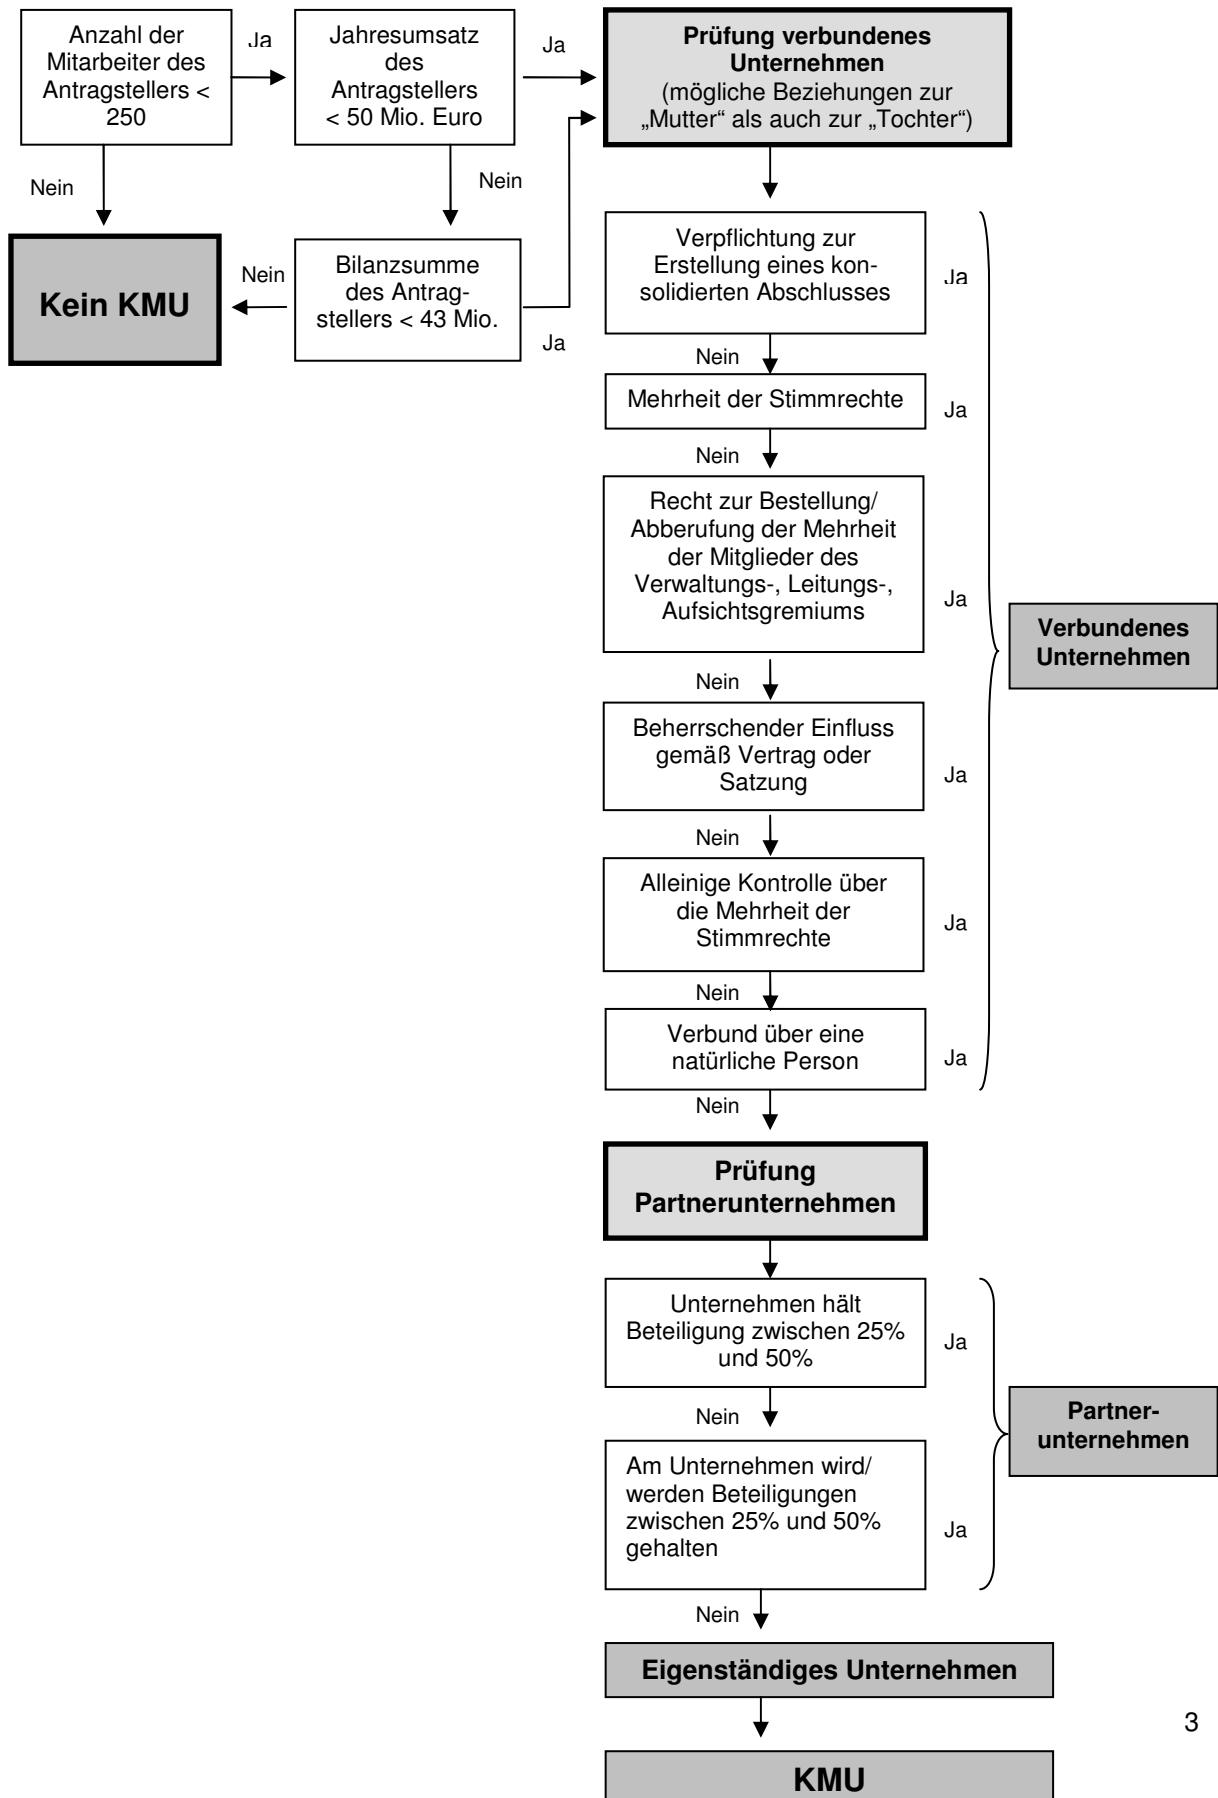 Anzahl der
Mitarbeiter des
Antragstellers <
250
Ja
Jahresumsatz
des
Antragstellers
< 50 Mio. Euro
Ja
Prüfung verbundenes
Unternehmen
(mögliche Beziehungen zur
„Mutter“ als auch zur „Tochter“)
Nein
Nein
Kein KMU
Nein
Bilanzsumme
des Antrag-
stellers < 43 Mio.
Ja
Verpflichtung zur
Erstellung eines kon-
solidierten Abschlusses
Ja
Nein
Mehrheit der Stimmrechte
Ja
Nein
Recht zur Bestellung/
Abberufung der Mehrheit
der Mitglieder des
Verwaltungs-, Leitungs-,
Aufsichtsgremiums
Ja
Verbundenes
Unternehmen
Nein
Beherrschender Einfluss
gemäß Vertrag oder
Satzung
Ja
Nein
Alleinige Kontrolle über
die Mehrheit der
Stimmrechte
Ja
Nein
Verbund über eine
natürliche Person
Ja
Nein
Prüfung
Partnerunternehmen
Unternehmen hält
Beteiligung zwischen 25%
und 50%
Ja
Nein
Partner-
unternehmen
Am Unternehmen wird/
werden Beteiligungen
zwischen 25% und 50%
gehalten
Ja
Nein
Eigenständiges Unternehmen
3
KMU